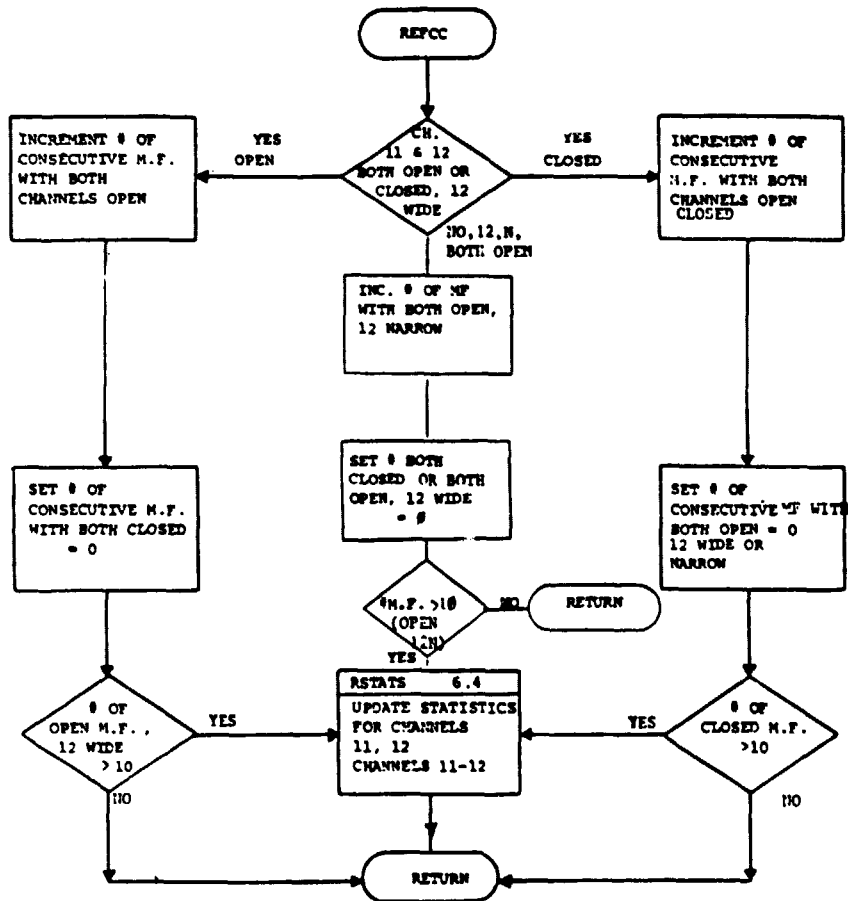 REFCC
INCREMENT # OF
CONSECUTIVE M.F.
WITH BOTH
CHANNELS OPEN
YES
OPEN
CH.
11 & 12
BOTH OPEN OR
CLOSED, 12
WIDE
YES
CLOSED
INCREMENT # OF
CONSECUTIVE
M.F. WITH BOTH
CHANNELS OPEN
CLOSED
NO,12,N,
BOTH OPEN
INC. # OF MF
WITH BOTH OPEN,
12 NARROW
SET # OF
CONSECUTIVE M.F.
WITH BOTH CLOSED
= 0
SET # BOTH
CLOSED OR BOTH
OPEN, 12 WIDE
= Ø
SET # OF
CONSECUTIVE MF WITH
BOTH OPEN = 0
12 WIDE OR
NARROW
#M.F. >1Ø
(OPEN
12N)
NO
RETURN
YES
# OF
OPEN M.F.,
12 WIDE
>10
YES
NO
RSTATS 6.4
UPDATE STATISTICS
FOR CHANNELS
11, 12
CHANNELS 11-12
YES
# OF
CLOSED M.F.
>10
NO
RETURN